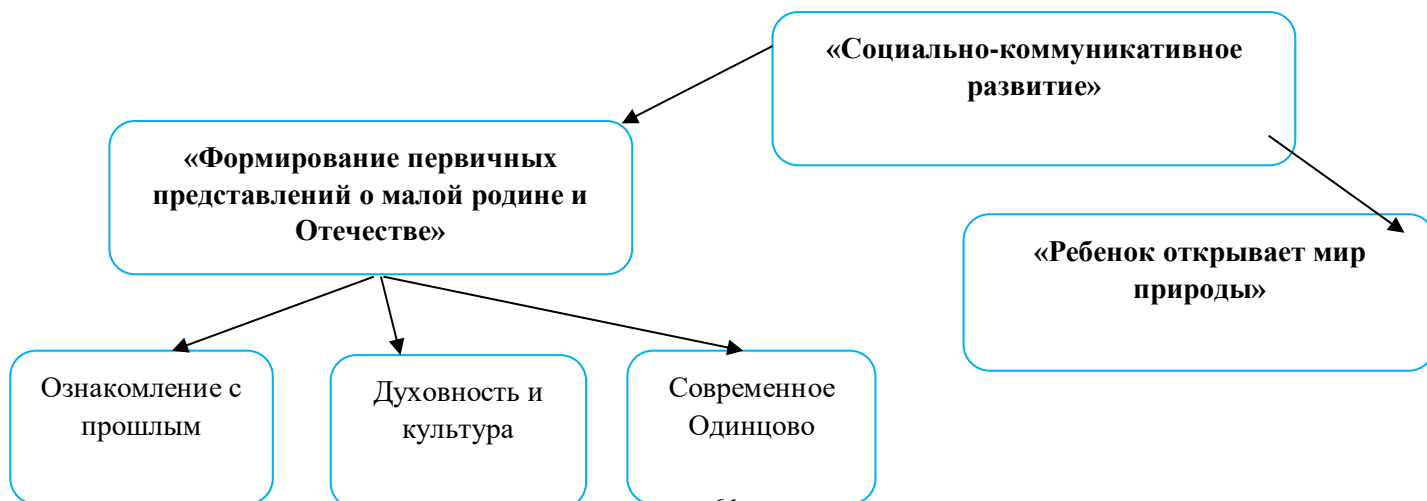 «Социально-коммуникативное
развитие»
«Формирование первичных
представлений о малой родине и
Отечестве»
«Ребенок открывает мир
природы»
Ознакомление с
прошлым
Духовность и
культура
Современное
Одинцово